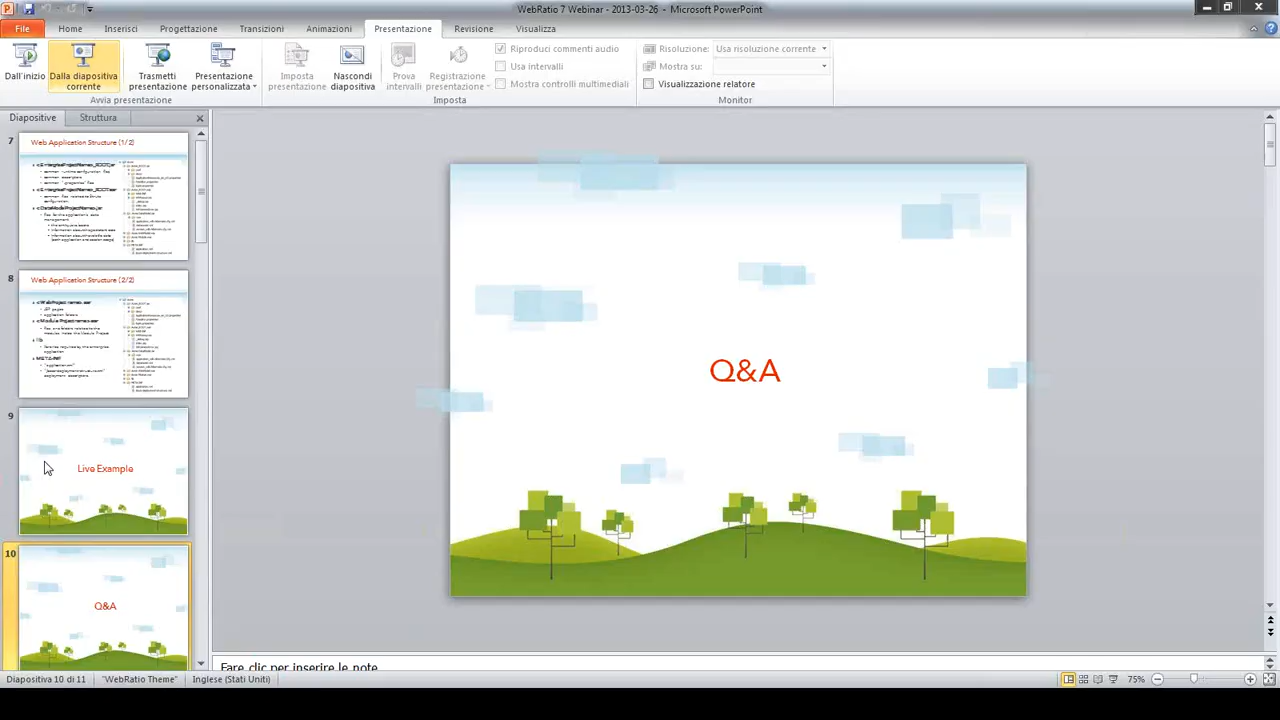 WebRatio 7 Webinar - 2013-03-26 - Microsoft PowerPoint
File Home Inserisci Progettazione Transizioni Animazioni Presentazione Revisione Visualizza
Dall'inizio
Dalla diapositiva corrente
Trasmetti presentazione
Presentazione personalizzata
Avvia presentazione
Imposta presentazione
Nascondi diapositiva
Prova intervalli
Registrazione presentazione
Riproduci commenti audio
Usa intervalli
Mostra controlli multimediali
Imposta
Risoluzione: Usa risoluzione corrente
Mostra su:
Visualizzazione relatore
Monitor
Diapositive Struttura
7
Web Application Structure (1/2)
8
Web Application Structure (2/2)
9
Live Example
10
Q&A
Q&A
Fare clic per inserire le note
Diapositiva 10 di 11 "WebRatio Theme" Inglese (Stati Uniti) 75%